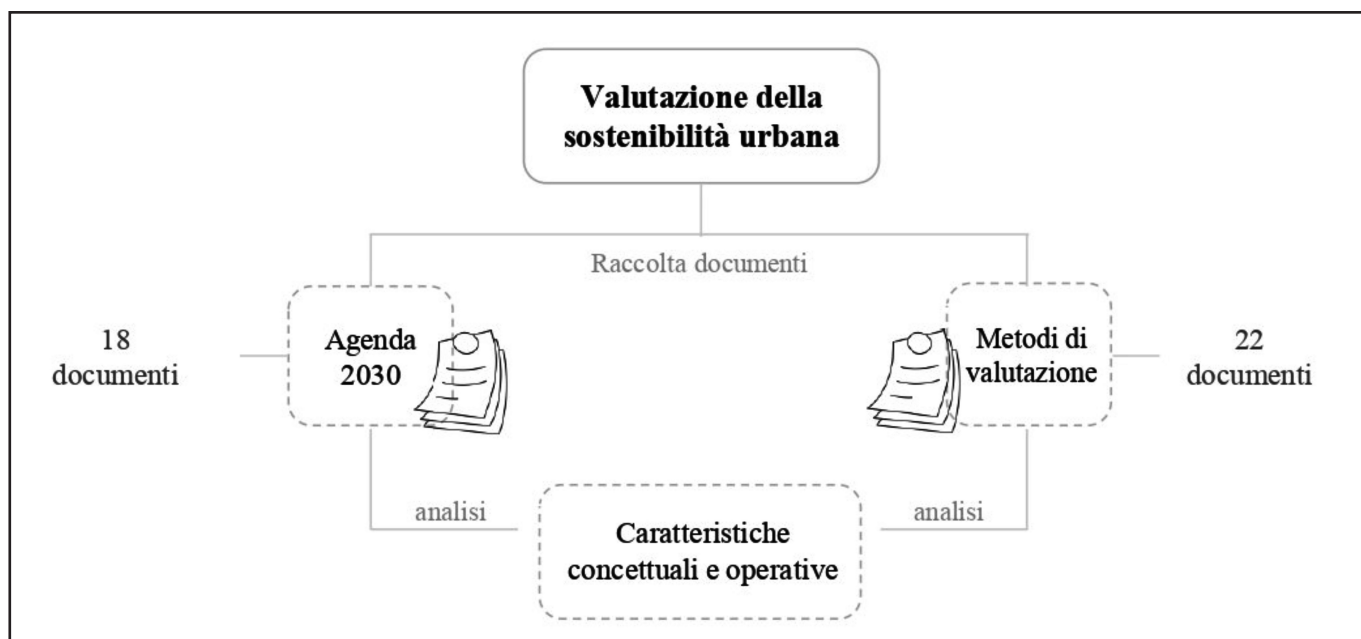 Valutazione della
sostenibilità urbana
Raccolta documenti
18
documenti
Agenda
2030
Metodi di
valutazione
22
documenti
analisi
analisi
Caratteristiche
concettuali e operative